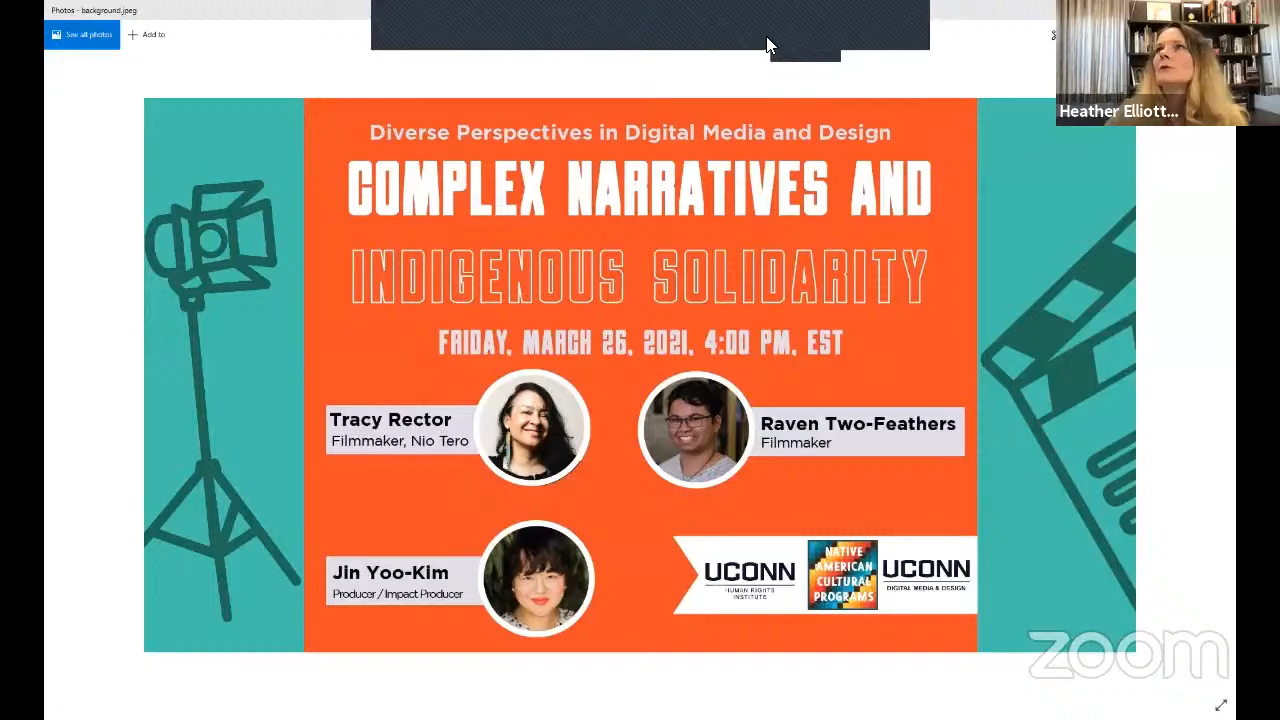 Photos - background.jpeg
See all photos
Add to
Heather Elliott...
Diverse Perspectives in Digital Media and Design
COMPLEX NARRATIVES AND
INDIGENOUS SOLIDARITY
FRIDAY, MARCH 26, 2021, 4:00 PM, EST
Tracy Rector
Filmmaker, Nio Tero
Raven Two-Feathers
Filmmaker
Jin Yoo-Kim
Producer / Impact Producer
UCONN
HUMAN RIGHTS
INSTITUTE
NATIVE
AMERICAN
CULTURAL
PROGRAMS
UCONN
DIGITAL MEDIA & DESIGN
zoom